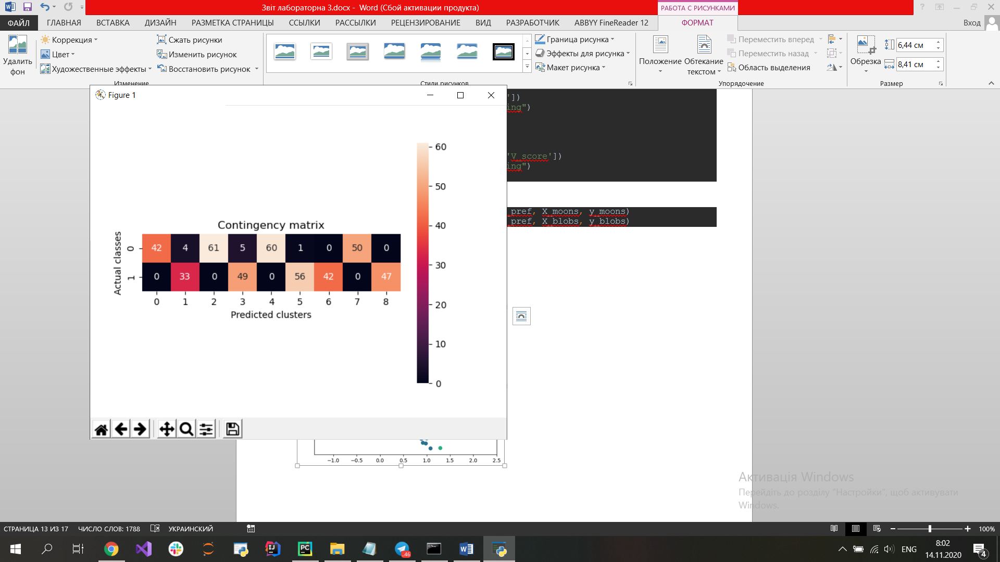 Звіт лабораторна 3.docx - Word (Сбой активации продукта)
РАБОТА С РИСУНКАМИ
ФАЙЛ ГЛАВНАЯ ВСТАВКА ДИЗАЙН РАЗМЕТКА СТРАНИЦЫ ССЫЛКИ РАССЫЛКИ РЕЦЕНЗИРОВАНИЕ ВИД РАЗРАБОТЧИК ABBYY FineReader 12 ФОРМАТ Вход
Удалить фон
Коррекция
Цвет
Художественные эффекты
Сжать рисунки
Изменить рисунок
Восстановить рисунок
Изменение
Стили рисунков
Граница рисунка
Эффекты для рисунка
Макет рисунка
Положение
Обтекание текстом
Переместить вперед
Переместить назад
Область выделения
Упорядочение
Обрезка
6,44 см
8,41 см
Размер
Figure 1
'])
ing")
'V_score'])
ing")
pref, X_moons, y_moons)
pref, X_blobs, y_blobs)
Contingency matrix
Actual classes
0 42 4 61 5 60 1 0 50 0
1 0 33 0 49 0 56 42 0 47
0 1 2 3 4 5 6 7 8
Predicted clusters
60
50
40
30
20
10
0
−1.0 −0.5 0.0 0.5 1.0 1.5 2.0 2.5
Активація Windows
Перейдіть до розділу "Настройки", щоб активувати
Windows.
СТРАНИЦА 13 ИЗ 17 ЧИСЛО СЛОВ: 1788 УКРАИНСКИЙ 100%
..46
ENG
8:02
14.11.2020
4